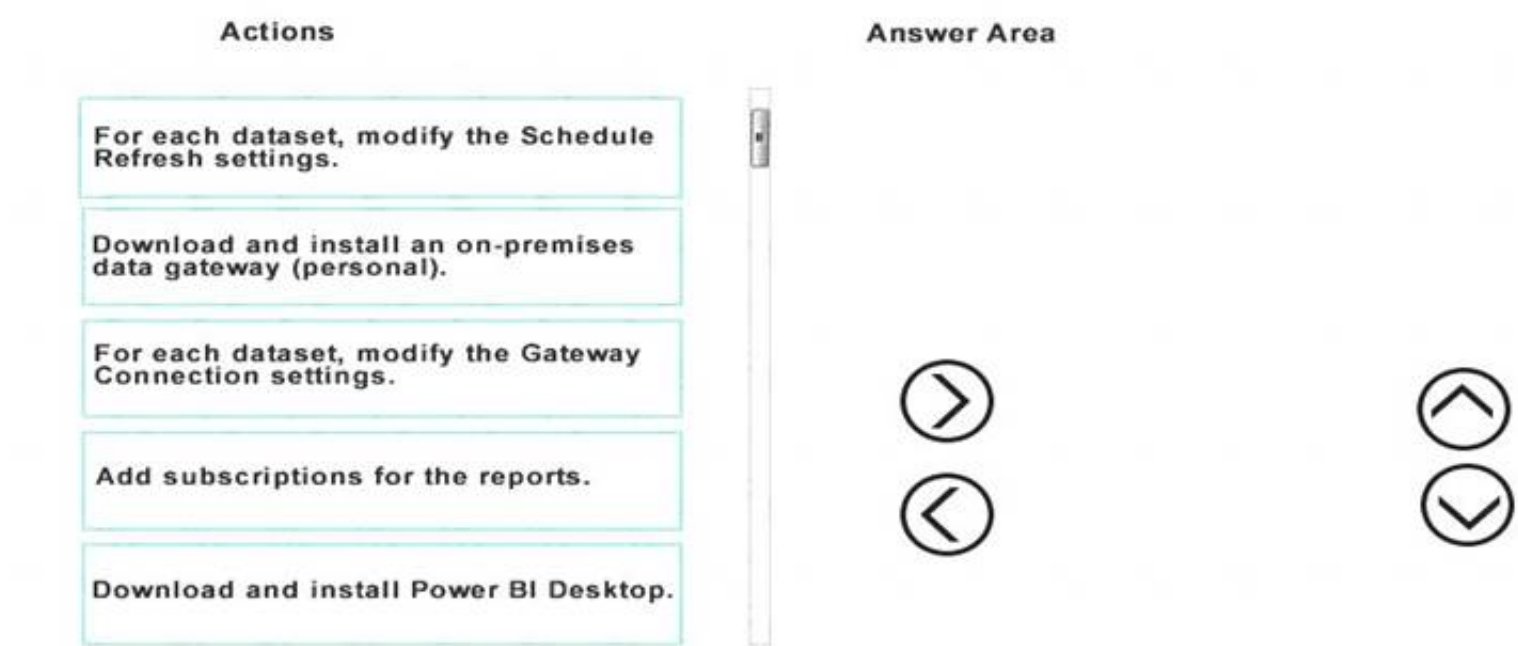 Actions
Answer Area
For each dataset, modify the Schedule
Refresh settings.
Download and install an on-premises
data gateway (personal).
For each dataset, modify the Gateway
Connection settings.
Add subscriptions for the reports.
Download and install Power BI Desktop.